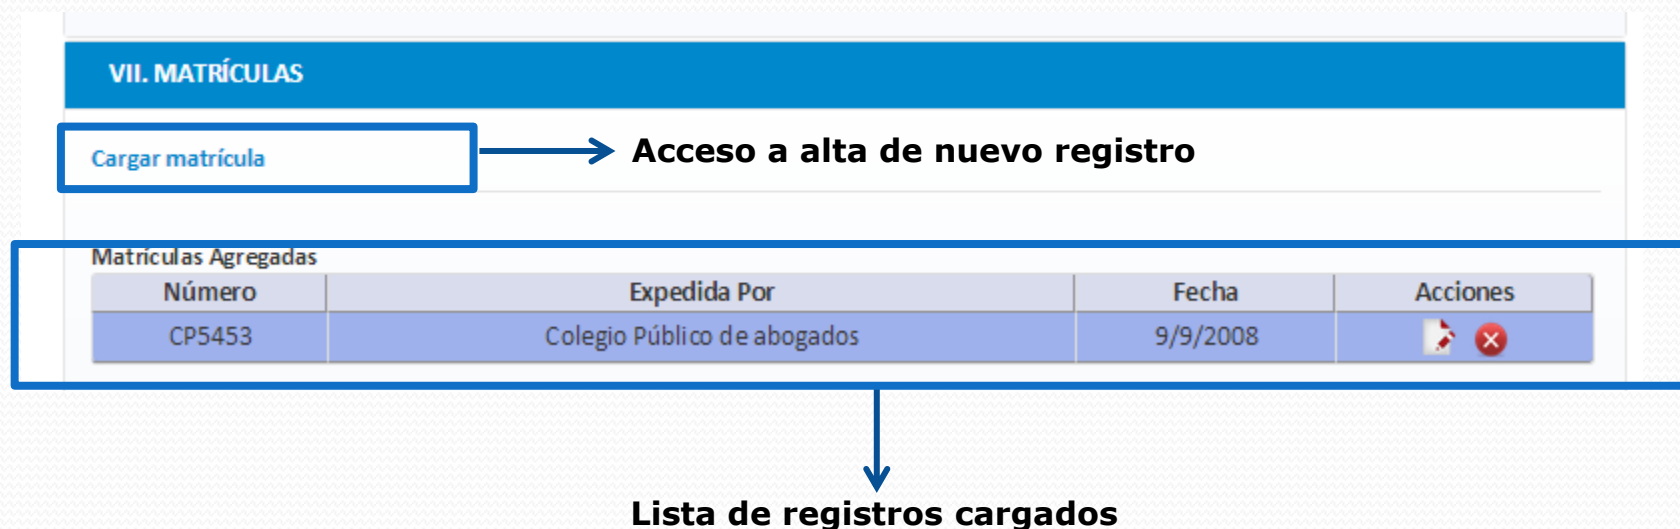 VII. MATRÍCULAS
Cargar matrícula
Acceso a alta de nuevo registro
Matrículas Agregadas
Número Expedida Por Fecha Acciones
CP5453 Colegio Público de abogados 9/9/2008
Lista de registros cargados